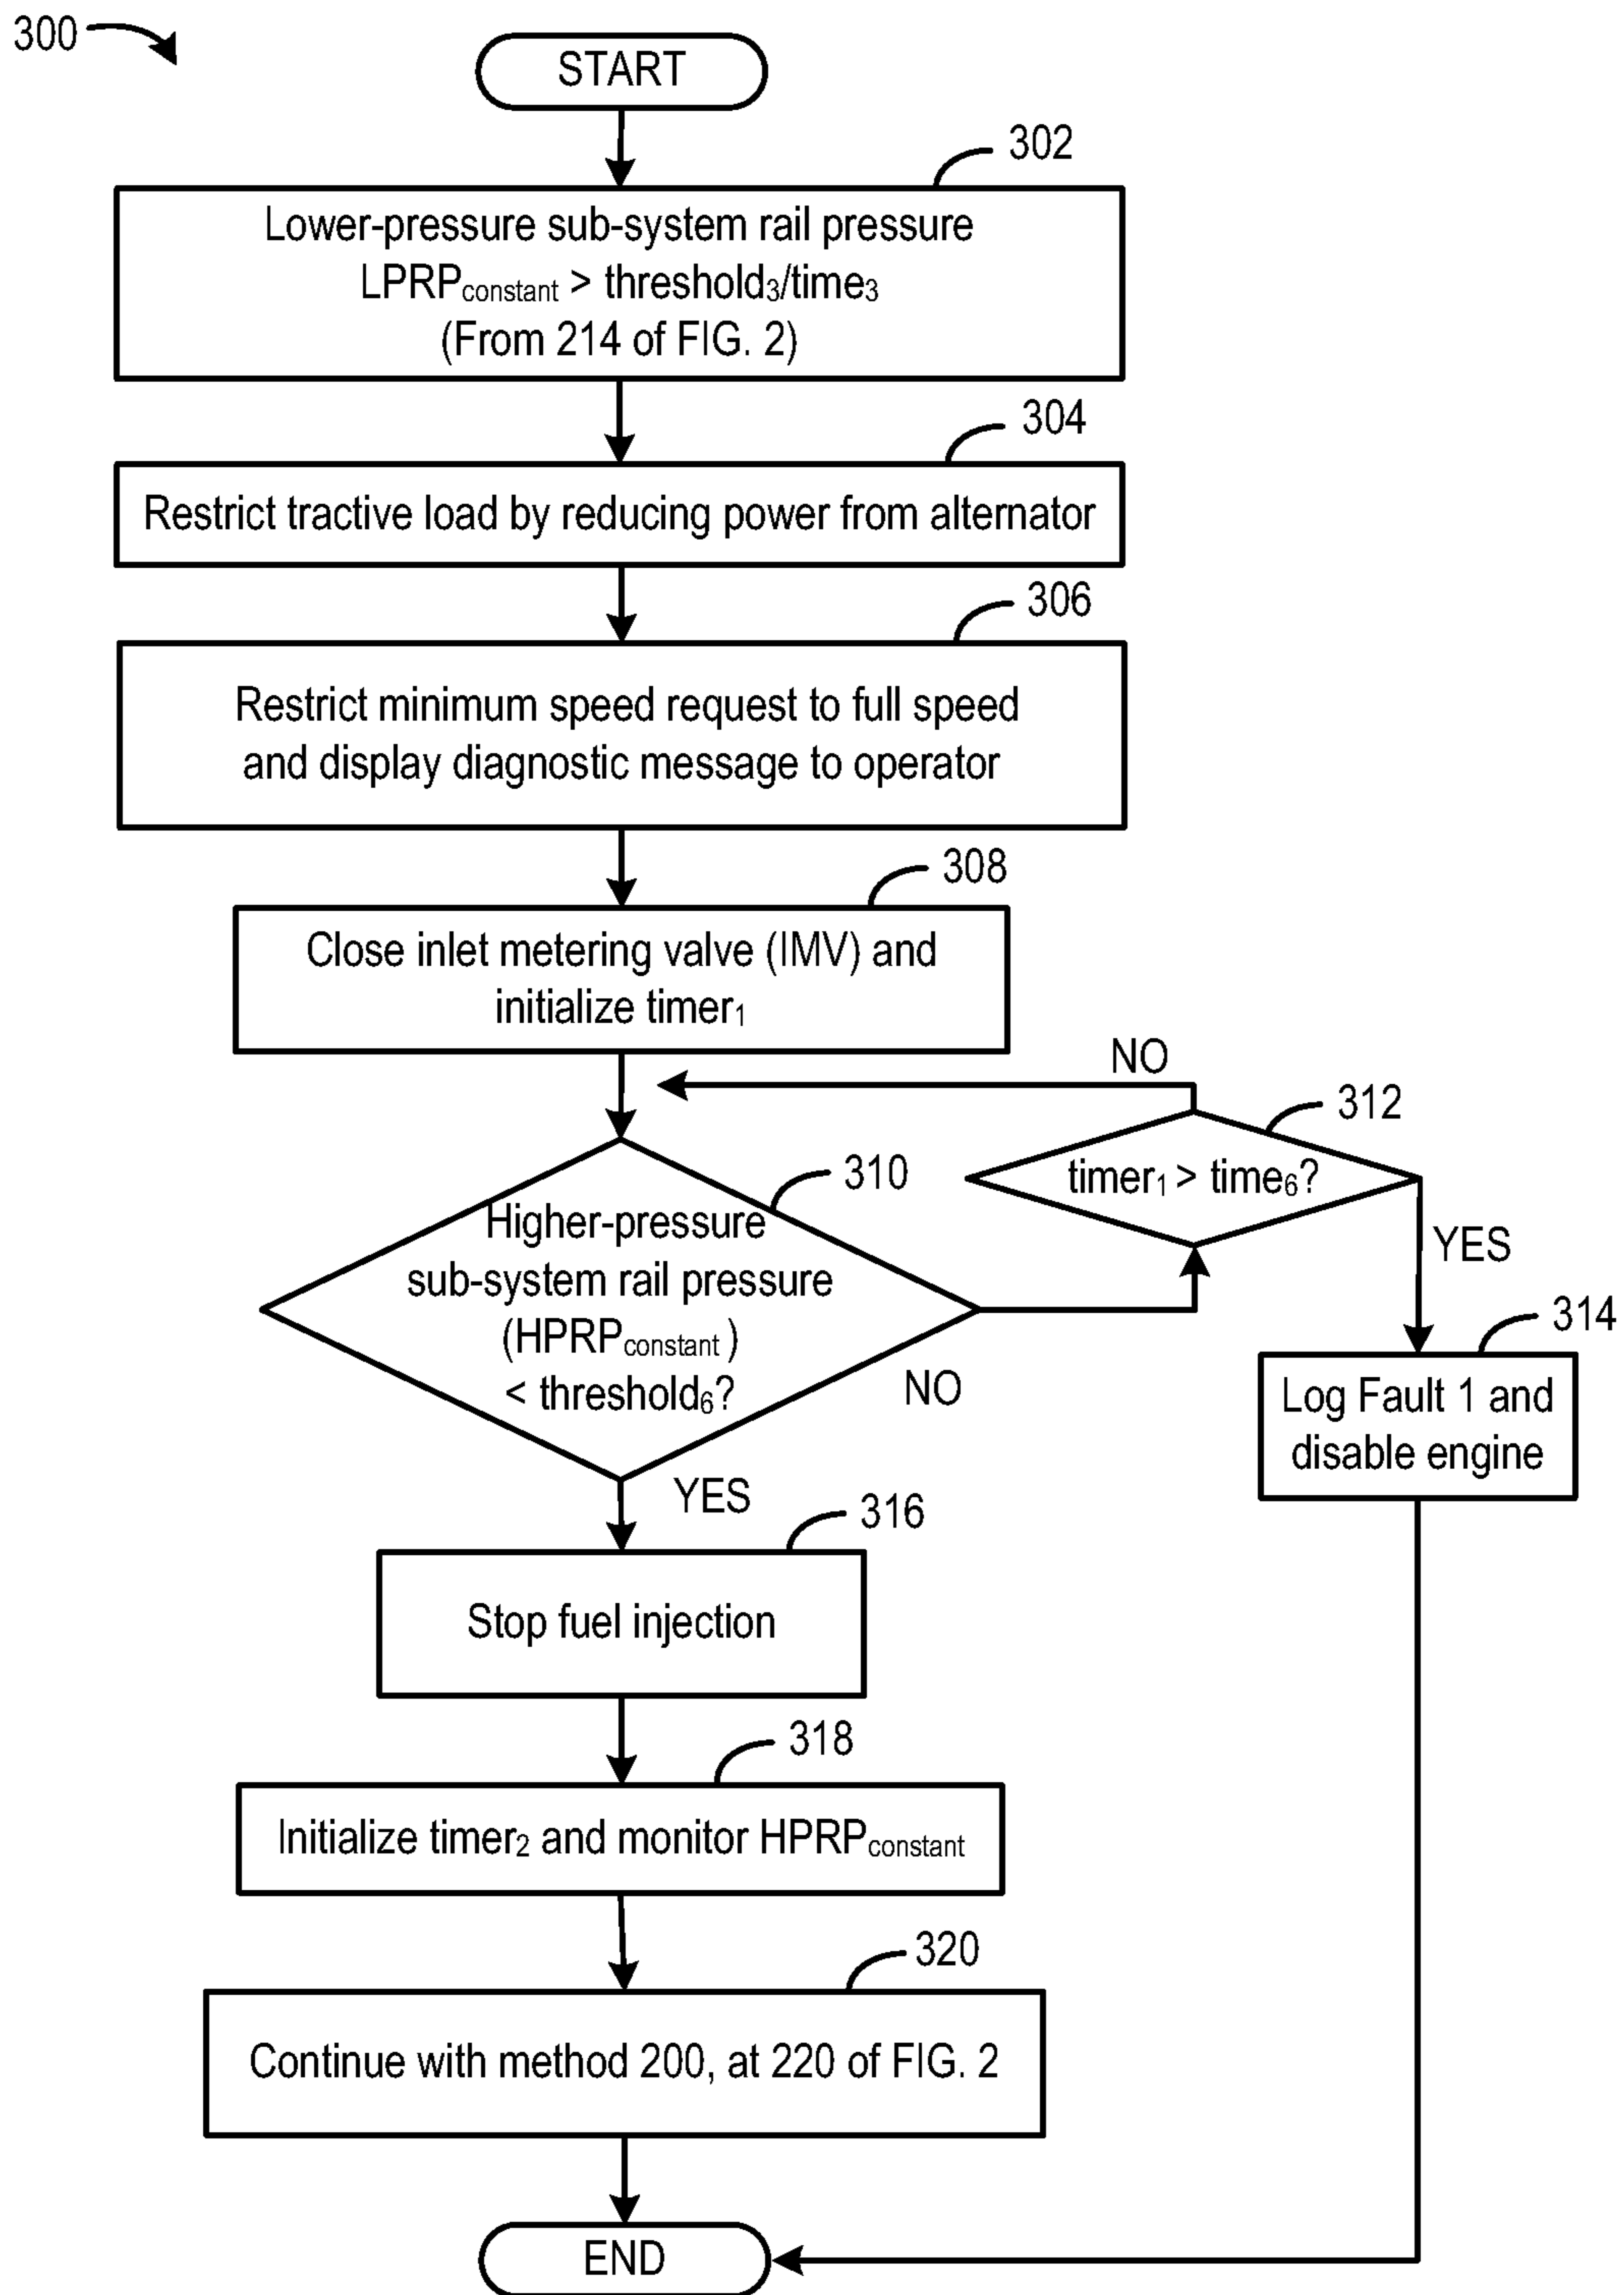 300
START
302
Lower-pressure sub-system rail pressure
LPRPconstant > threshold3/time3
(From 214 of FIG. 2)
304
Restrict tractive load by reducing power from alternator
306
Restrict minimum speed request to full speed
and display diagnostic message to operator
308
Close inlet metering valve (IMV) and
initialize timer1
NO
312
timer1 > time6?
310
Higher-pressure
sub-system rail pressure
(HPRPconstant )
< threshold6?
NO
YES
314
Log Fault 1 and
disable engine
YES
316
Stop fuel injection
318
Initialize timer2 and monitor HPRPconstant
320
Continue with method 200, at 220 of FIG. 2
END